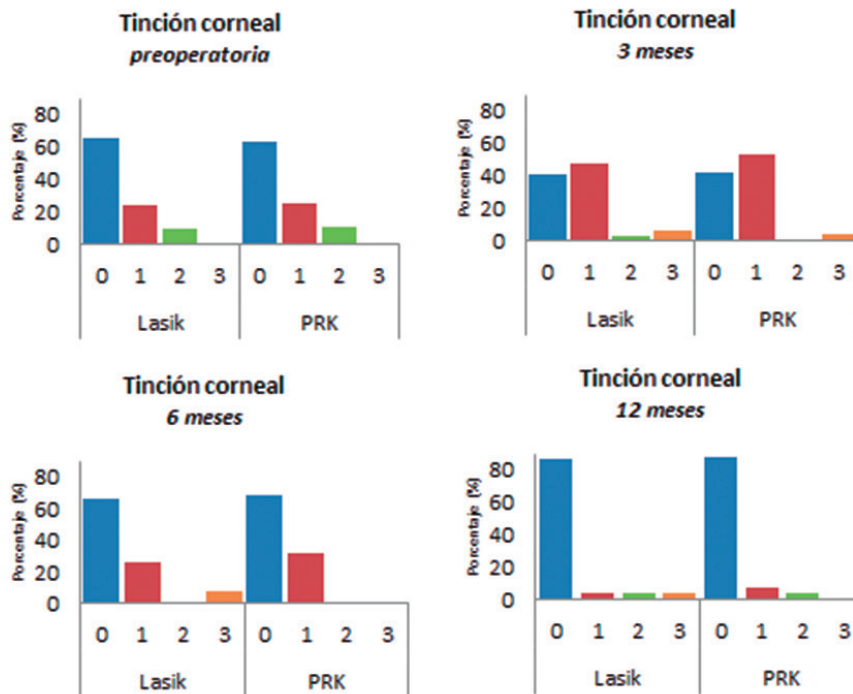 Tinción corneal
preoperatoria
Porcentaje (%)
80
60
40
20
0
0 1 2 3 0 1 2 3
Lasik PRK
Tinción corneal
3 meses
Porcentaje (%)
80
60
40
20
0
0 1 2 3 0 1 2 3
Lasik PRK
Tinción corneal
6 meses
Porcentaje (%)
80
60
40
20
0
0 1 2 3 0 1 2 3
Lasik PRK
Tinción corneal
12 meses
Porcentaje (%)
80
60
40
20
0
0 1 2 3 0 1 2 3
Lasik PRK